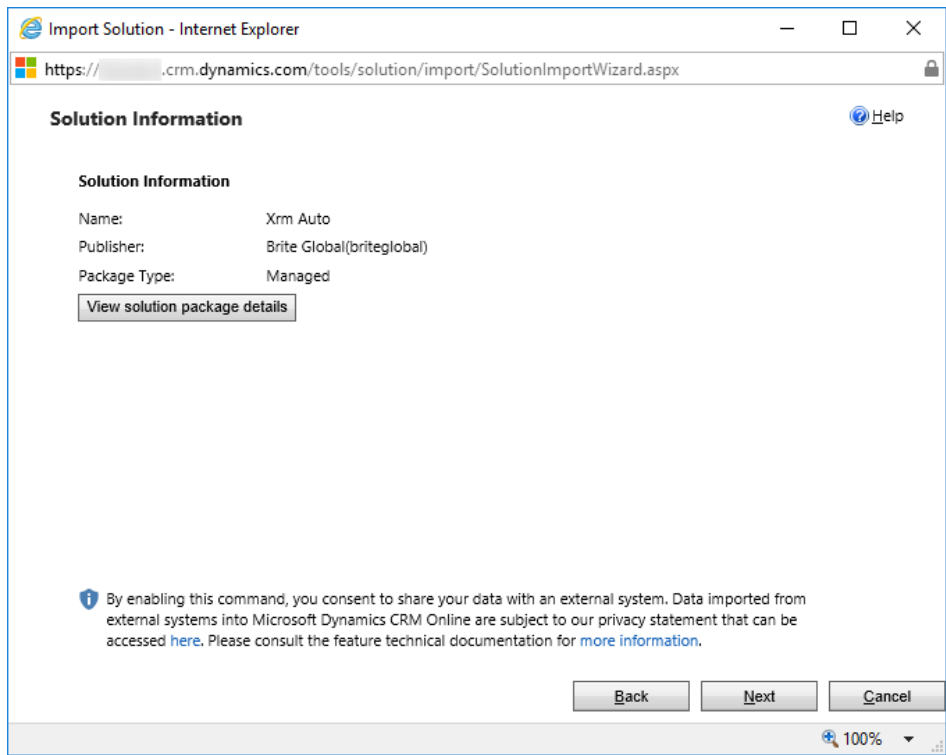 Import Solution - Internet Explorer
https:// .crm.dynamics.com/tools/solution/import/SolutionImportWizard.aspx
Solution Information
Help
Solution Information
Name: Xrm Auto
Publisher: Brite Global(briteglobal)
Package Type: Managed
View solution package details
By enabling this command, you consent to share your data with an external system. Data imported from
external systems into Microsoft Dynamics CRM Online are subject to our privacy statement that can be
accessed here. Please consult the feature technical documentation for more information.
Back Next Cancel
100%